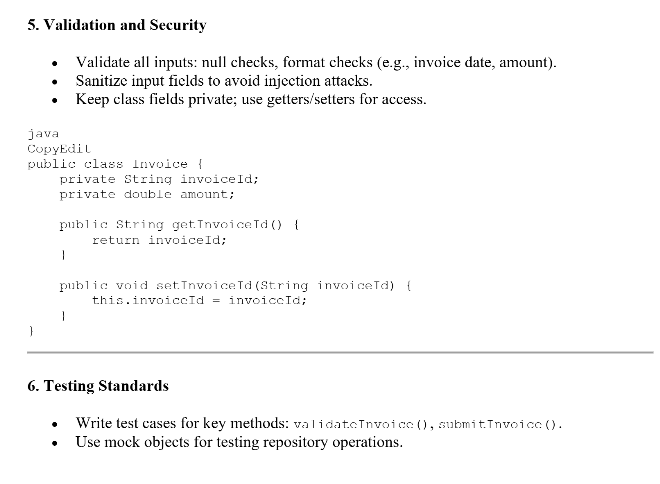 5. Validation and Security
• Validate all inputs: null checks, format checks (e.g., invoice date, amount).
• Sanitize input fields to avoid injection attacks.
• Keep class fields private; use getters/setters for access.
java
CopyEdit
public class Invoice {
    private String invoiceId;
    private double amount;

    public String getInvoiceId() {
        return invoiceId;
    }

    public void setInvoiceId(String invoiceId) {
        this.invoiceId = invoiceId;
    }
}
6. Testing Standards
• Write test cases for key methods: validateInvoice(), submitInvoice().
• Use mock objects for testing repository operations.